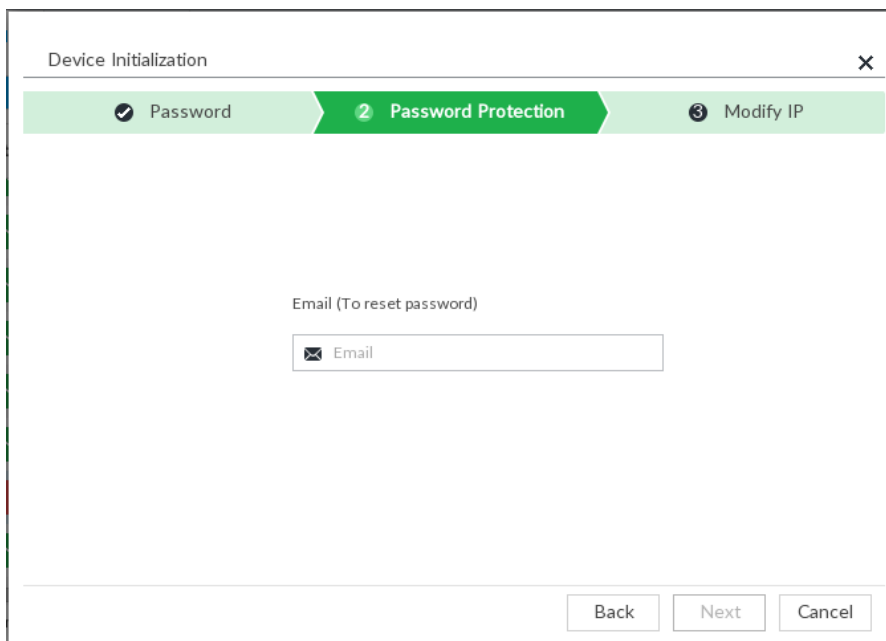 Device Initialization
Password
2 Password Protection
3 Modify IP
Email (To reset password)
Email
Back Next Cancel